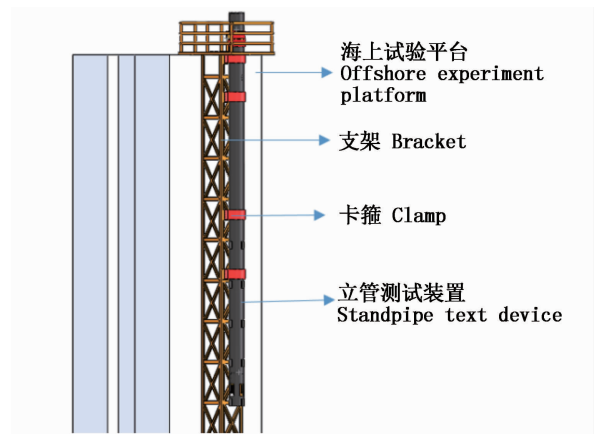 海上试验平台
Offshore experiment
platform
支架 Bracket
卡箍 Clamp
立管测试装置
Standpipe text device